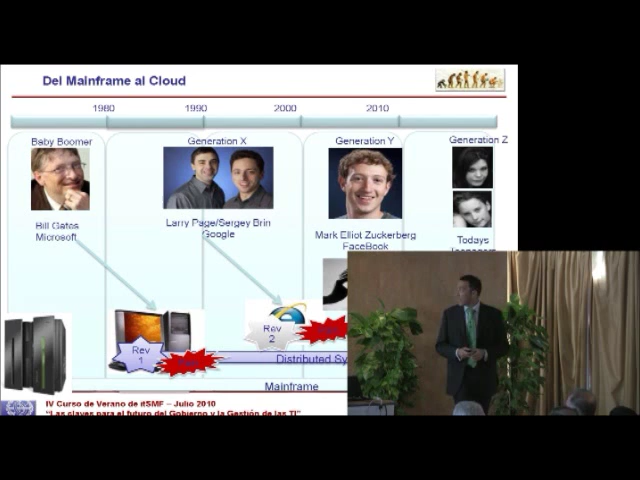 Del Mainframe al Cloud
1980 1990 2000 2010
Baby Boomer Generation X Generation Y Generation Z
Bill Gates
Microsoft
Larry Page/Sergey Brin
Google
Mark Elliot Zuckerberg
FaceBook
Todays
Rev
1
Rev
2
Distributed Sy
Mainframe
IV Curso de Verano de itSMF – Julio 2010
"Las claves para el futuro del Gobierno y la Gestión de las TI"